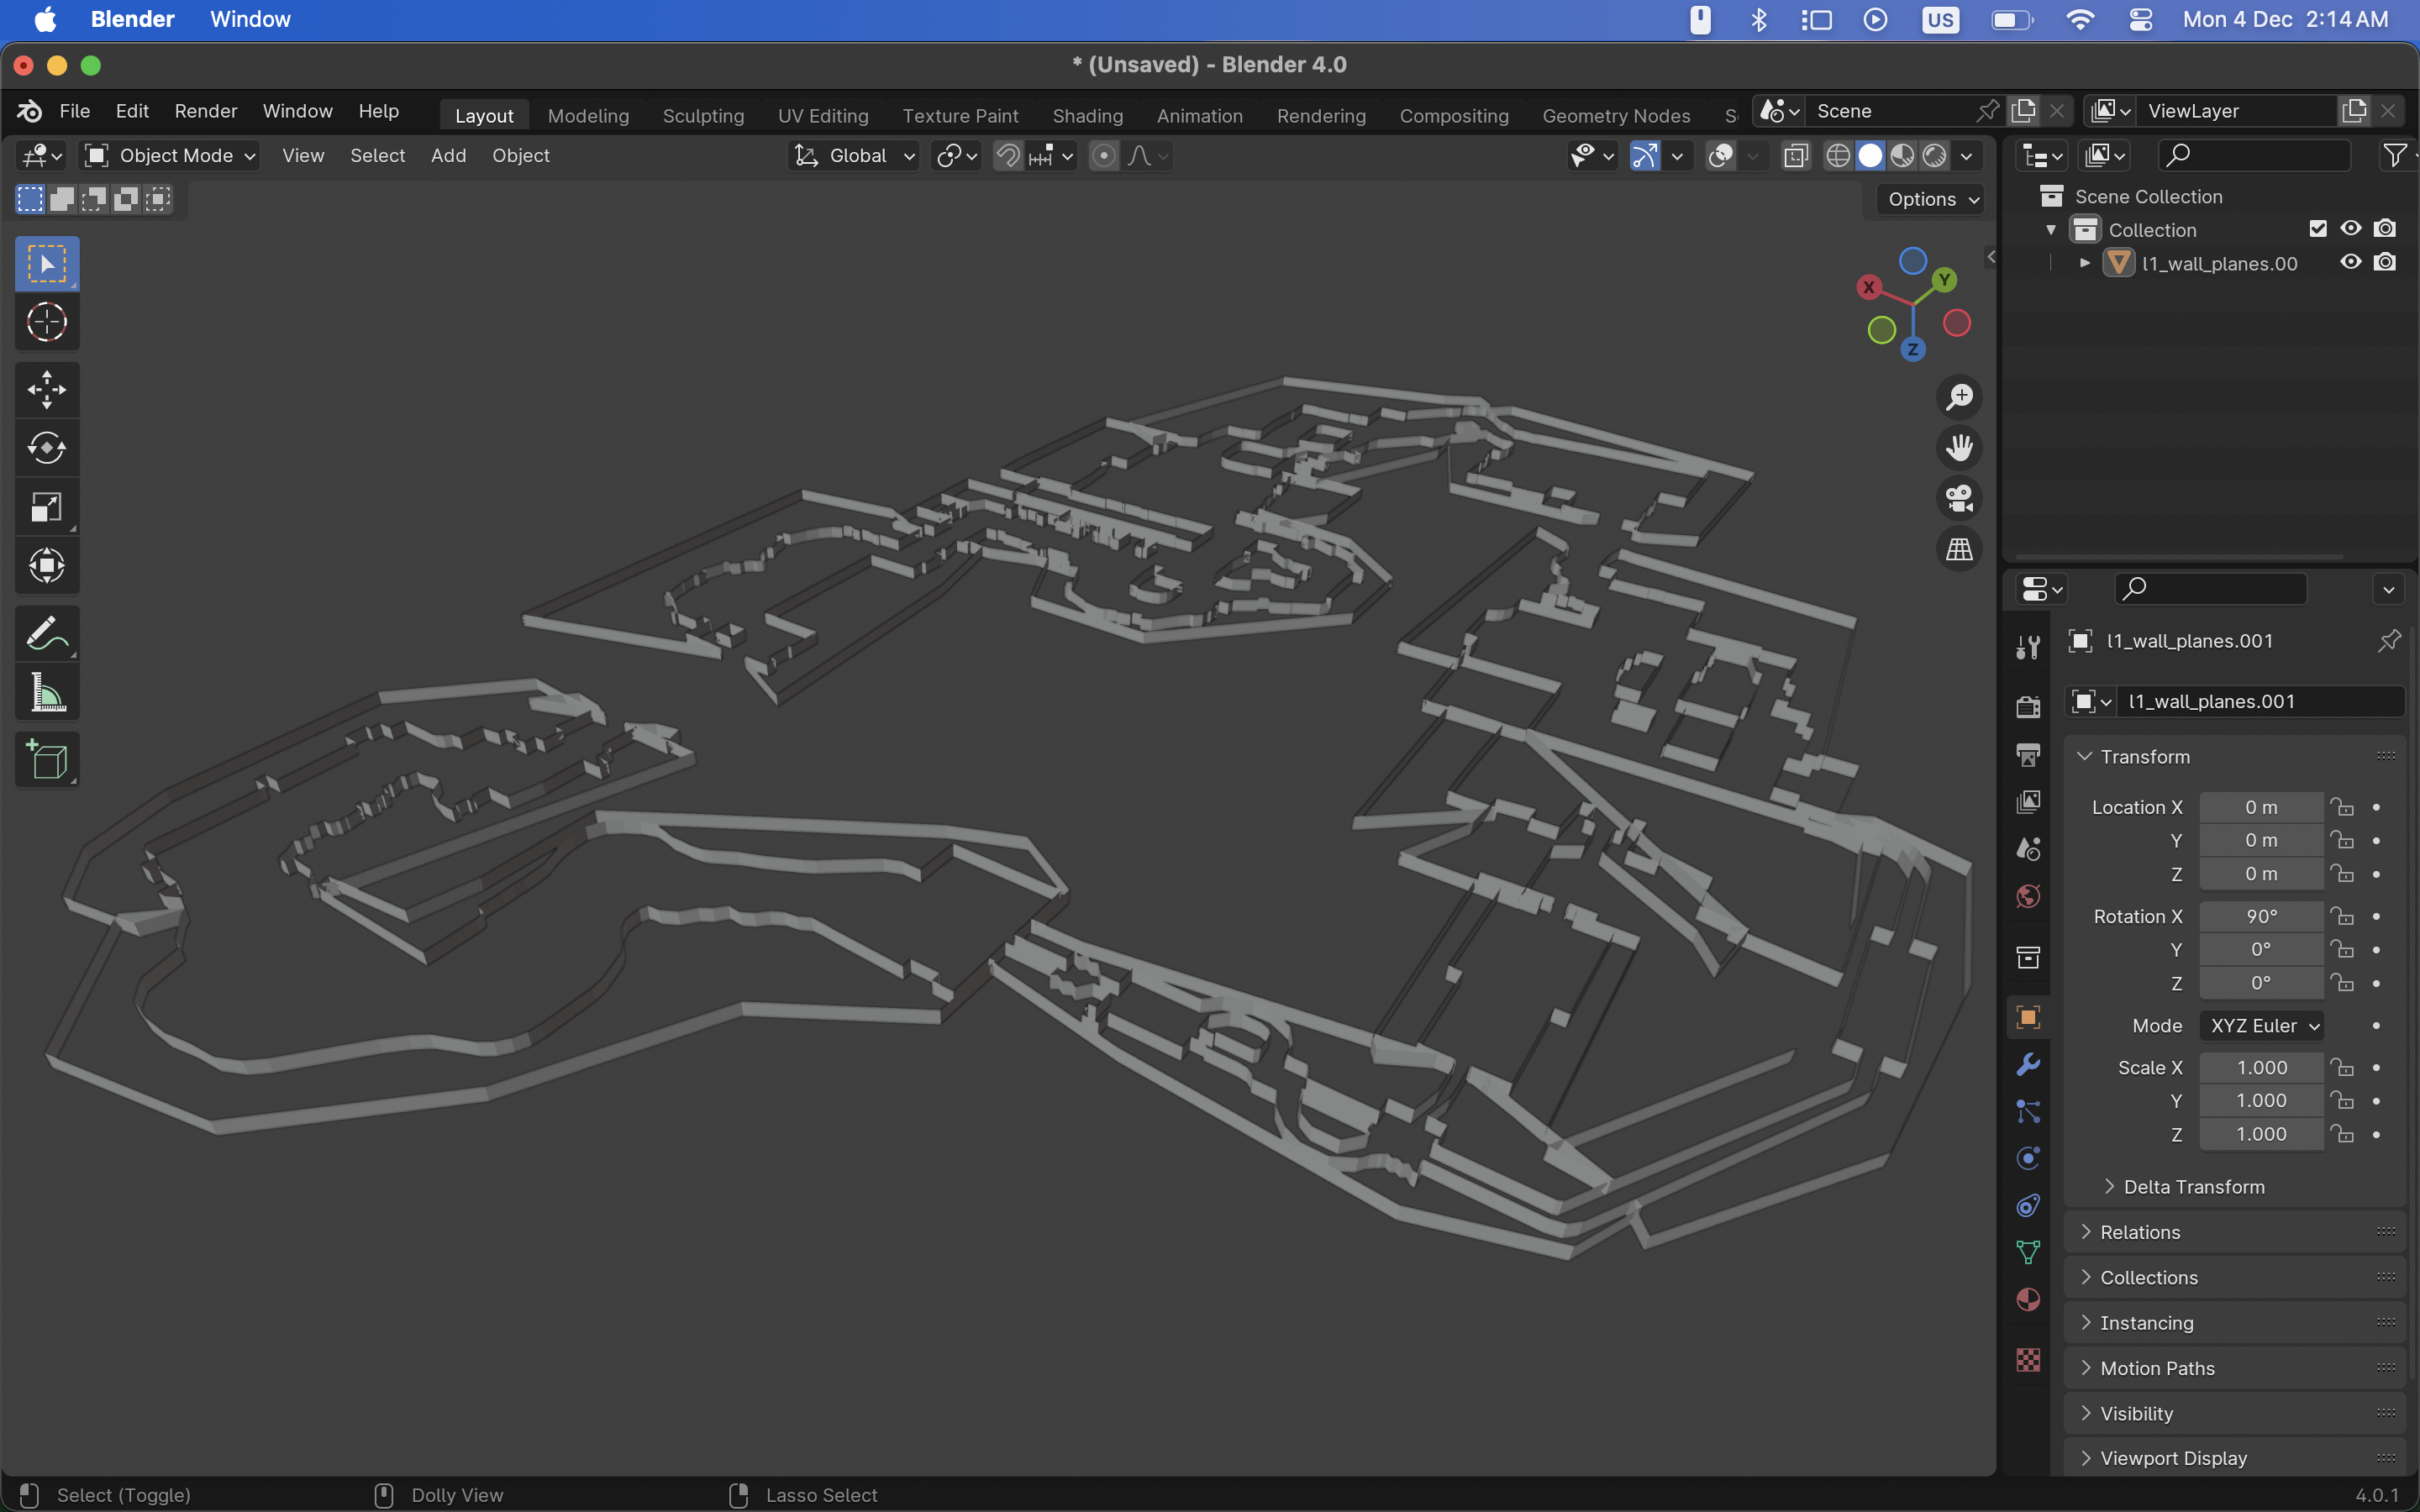 Blender Window US Mon 4 Dec 2:14 AM
* (Unsaved) - Blender 4.0
File Edit Render Window Help Layout Modeling Sculpting UV Editing Texture Paint Shading Animation Rendering Compositing Geometry Nodes Scene ViewLayer
Object Mode View Select Add Object Global
Options
Scene Collection
Collection
l1_wall_planes.00
X Y
Z
l1_wall_planes.001
l1_wall_planes.001
Transform
Location X 0 m
Y 0 m
Z 0 m
Rotation X 90°
Y 0°
Z 0°
Mode XYZ Euler
Scale X 1.000
Y 1.000
Z 1.000
Delta Transform
Relations
Collections
Instancing
Motion Paths
Visibility
Viewport Display
Select (Toggle) Dolly View Lasso Select 4.0.1